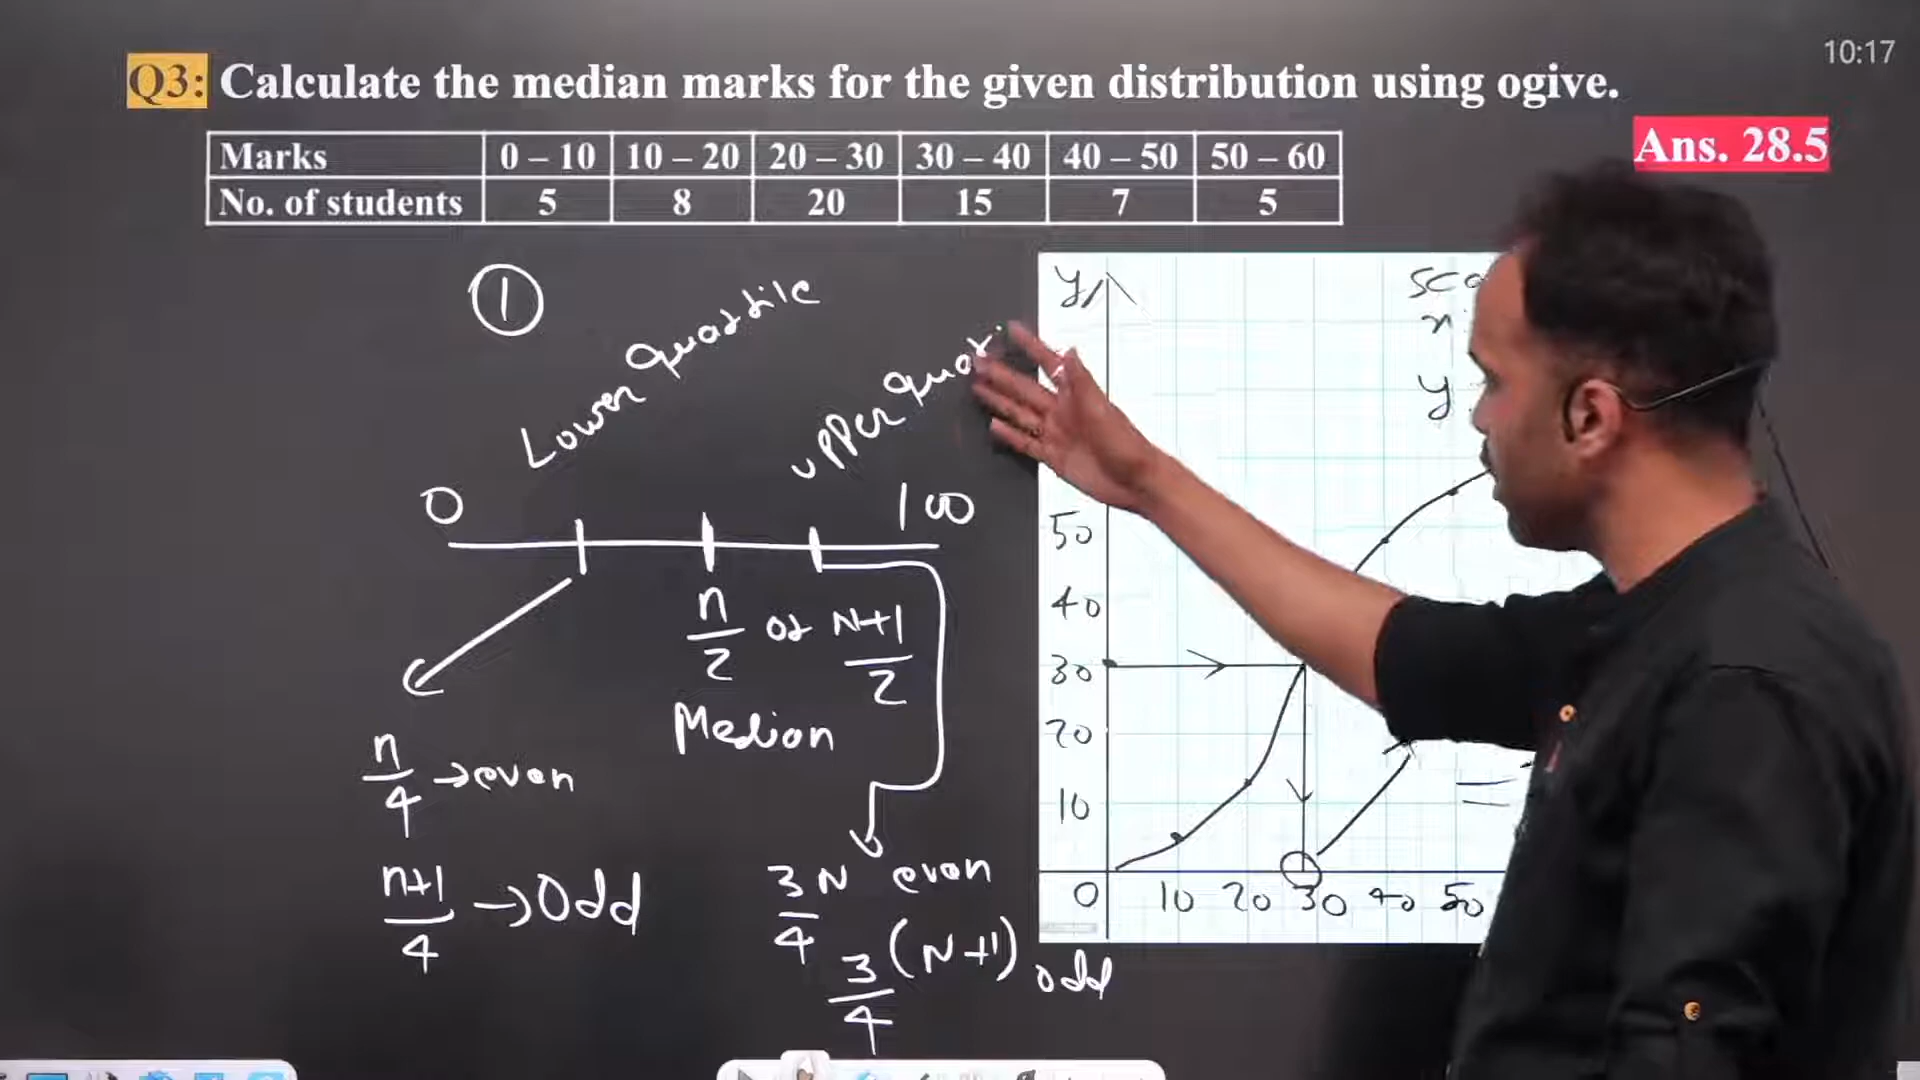 10:17
Q3: Calculate the median marks for the given distribution using ogive.
Ans. 28.5
Marks 0 – 10 10 – 20 20 – 30 30 – 40 40 – 50 50 – 60
No. of students 5 8 20 15 7 5
1
Lower Quartile
upper
0 100
n/2 or N+1/2
Median
n/4 → even
n+1/4 → Odd
3N/4 even
3/4 (N+1) odd
y
y
50
40
30
20
10
0 10 20 30 40 50